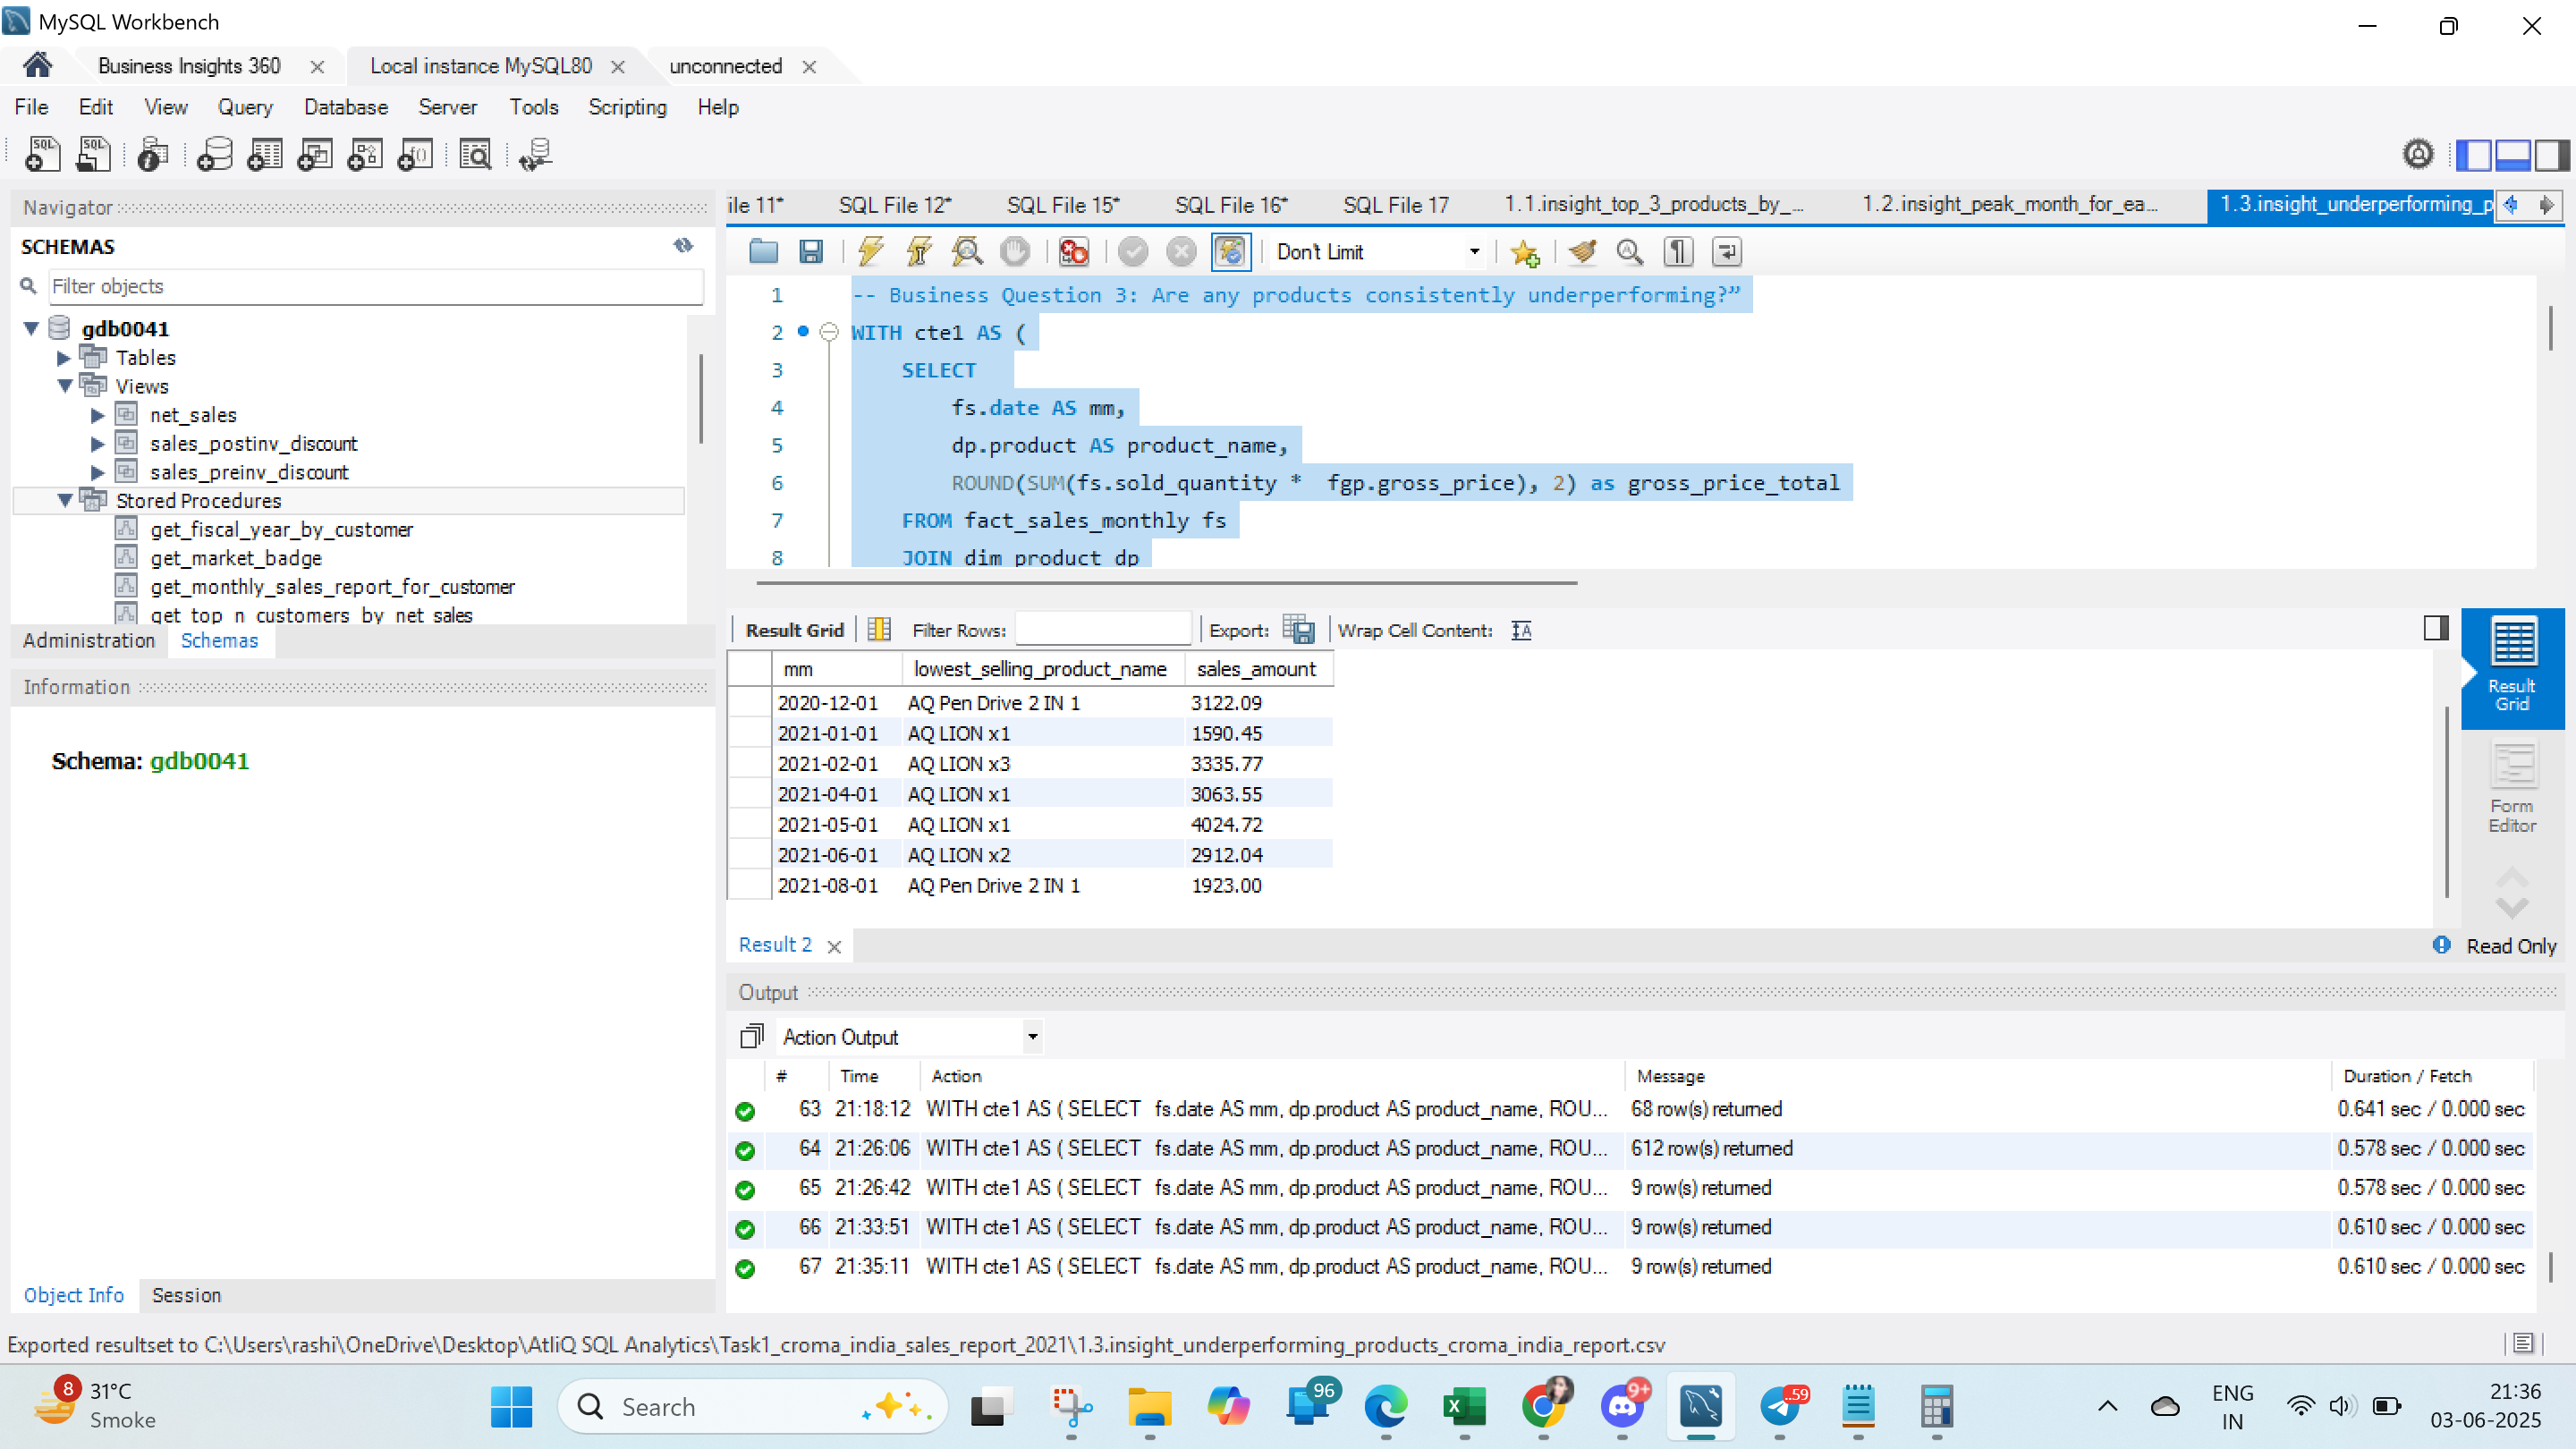 MySQL Workbench
Business Insights 360
Local instance MySQL80
unconnected
File Edit View Query Database Server Tools Scripting Help
Navigator
SCHEMAS
Filter objects
gdb0041
Tables
Views
net_sales
sales_postinv_discount
sales_preinv_discount
Stored Procedures
get_fiscal_year_by_customer
get_market_badge
get_monthly_sales_report_for_customer
get_top_n_customers_by_net_sales
Administration Schemas
Information
Schema: gdb0041
Object Info Session
ile 11* SQL File 12* SQL File 15* SQL File 16* SQL File 17 1.1.insight_top_3_products_by_... 1.2.insight_peak_month_for_ea... 1.3.insight_underperforming_p
Don't Limit
1 -- Business Question 3: Are any products consistently underperforming?”
2 WITH cte1 AS (
3 SELECT
4 fs.date AS mm,
5 dp.product AS product_name,
6 ROUND(SUM(fs.sold_quantity * fgp.gross_price), 2) as gross_price_total
7 FROM fact_sales_monthly fs
8 JOIN dim_product dp
Result Grid Filter Rows: Export: Wrap Cell Content:
mm lowest_selling_product_name sales_amount
2020-12-01 AQ Pen Drive 2 IN 1 3122.09
2021-01-01 AQ LION x1 1590.45
2021-02-01 AQ LION x3 3335.77
2021-04-01 AQ LION x1 3063.55
2021-05-01 AQ LION x1 4024.72
2021-06-01 AQ LION x2 2912.04
2021-08-01 AQ Pen Drive 2 IN 1 1923.00
Result Grid
Form Editor
Result 2
Read Only
Output
Action Output
# Time Action Message Duration / Fetch
63 21:18:12 WITH cte1 AS ( SELECT fs.date AS mm, dp.product AS product_name, ROU... 68 row(s) returned 0.641 sec / 0.000 sec
64 21:26:06 WITH cte1 AS ( SELECT fs.date AS mm, dp.product AS product_name, ROU... 612 row(s) returned 0.578 sec / 0.000 sec
65 21:26:42 WITH cte1 AS ( SELECT fs.date AS mm, dp.product AS product_name, ROU... 9 row(s) returned 0.578 sec / 0.000 sec
66 21:33:51 WITH cte1 AS ( SELECT fs.date AS mm, dp.product AS product_name, ROU... 9 row(s) returned 0.610 sec / 0.000 sec
67 21:35:11 WITH cte1 AS ( SELECT fs.date AS mm, dp.product AS product_name, ROU... 9 row(s) returned 0.610 sec / 0.000 sec
Exported resultset to C:\Users\rashi\OneDrive\Desktop\AtliQ SQL Analytics\Task1_croma_india_sales_report_2021\1.3.insight_underperforming_products_croma_india_report.csv
8
31°C
Smoke
Search
96
9+
..59
ENG
IN
21:36
03-06-2025